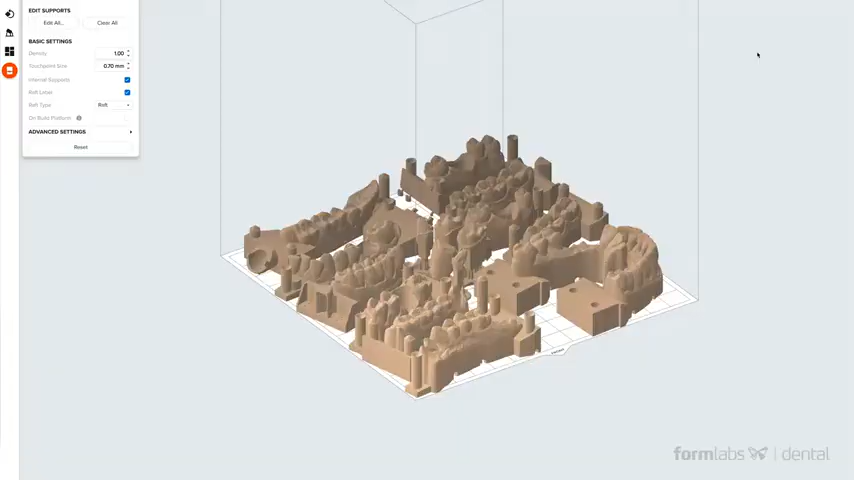 EDIT SUPPORTS
Edit All...
Clear All
BASIC SETTINGS
Density
1.00
Touchpoint Size
0.70 mm
Internal Supports
Raft Label
Raft Type
Raft
On Build Platform
ADVANCED SETTINGS
Reset
formlabs | dental